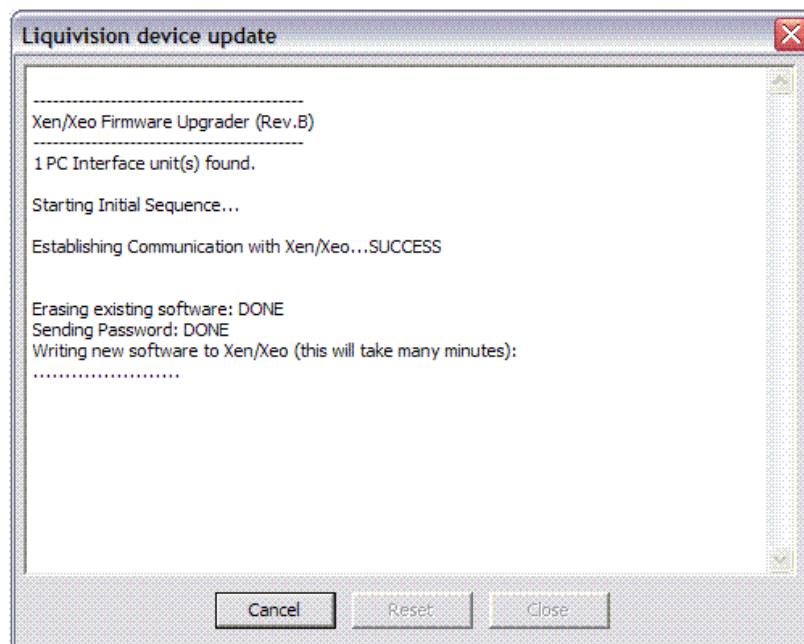 Liquivision device update
-------------------------------------------
Xen/Xeo Firmware Upgrader (Rev.B)
-------------------------------------------
1 PC Interface unit(s) found.
Starting Initial Sequence...
Establishing Communication with Xen/Xeo...SUCCESS
Erasing existing software: DONE
Sending Password: DONE
Writing new software to Xen/Xeo (this will take many minutes):
.......................
Cancel Reset Close